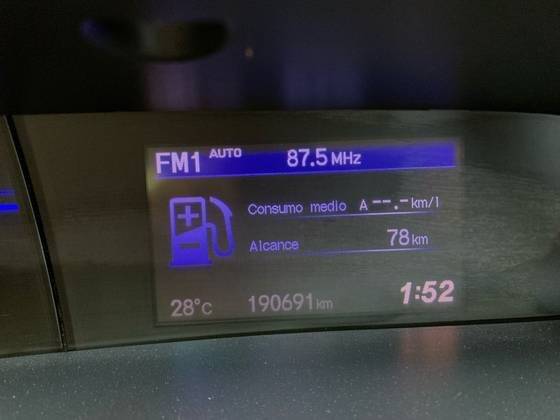 FM1 AUTO 87.5 MHz
Consumo medio A --.- km/l
Alcance 78 km
28°C 190691 km 1:52